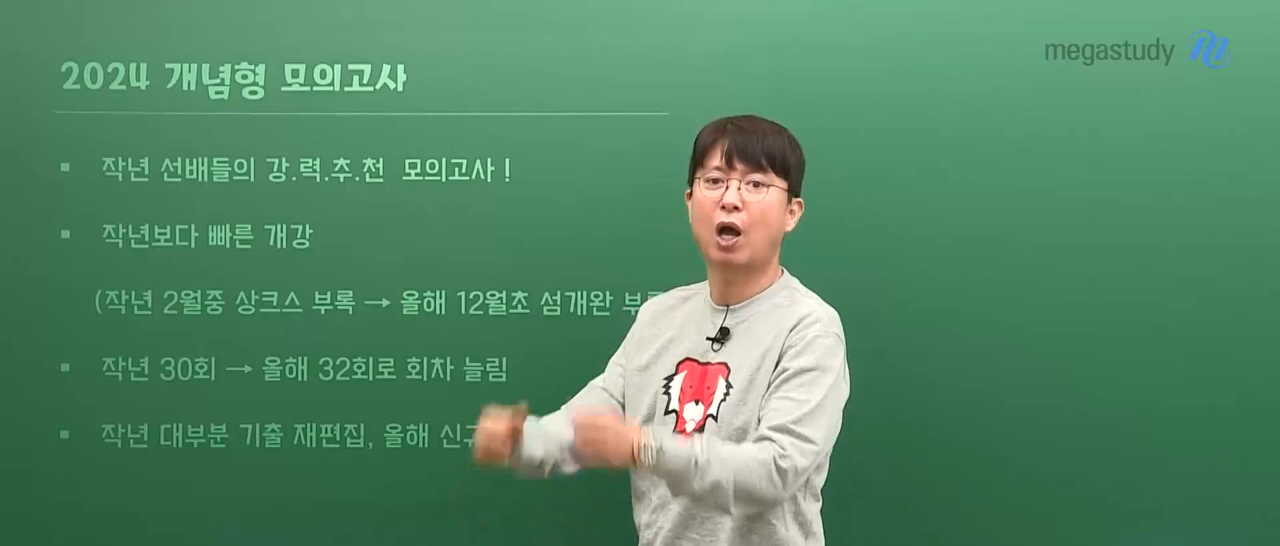 megastudy
2024 개념형 모의고사
▪ 작년 선배들의 강.력.추.천 모의고사 !
▪ 작년보다 빠른 개강
(작년 2월중 상크스 부록 → 올해 12월초 섬개완
▪ 작년 30회 → 올해 32회로 회차 늘림
▪ 작년 대부분 기출 재편집, 올해